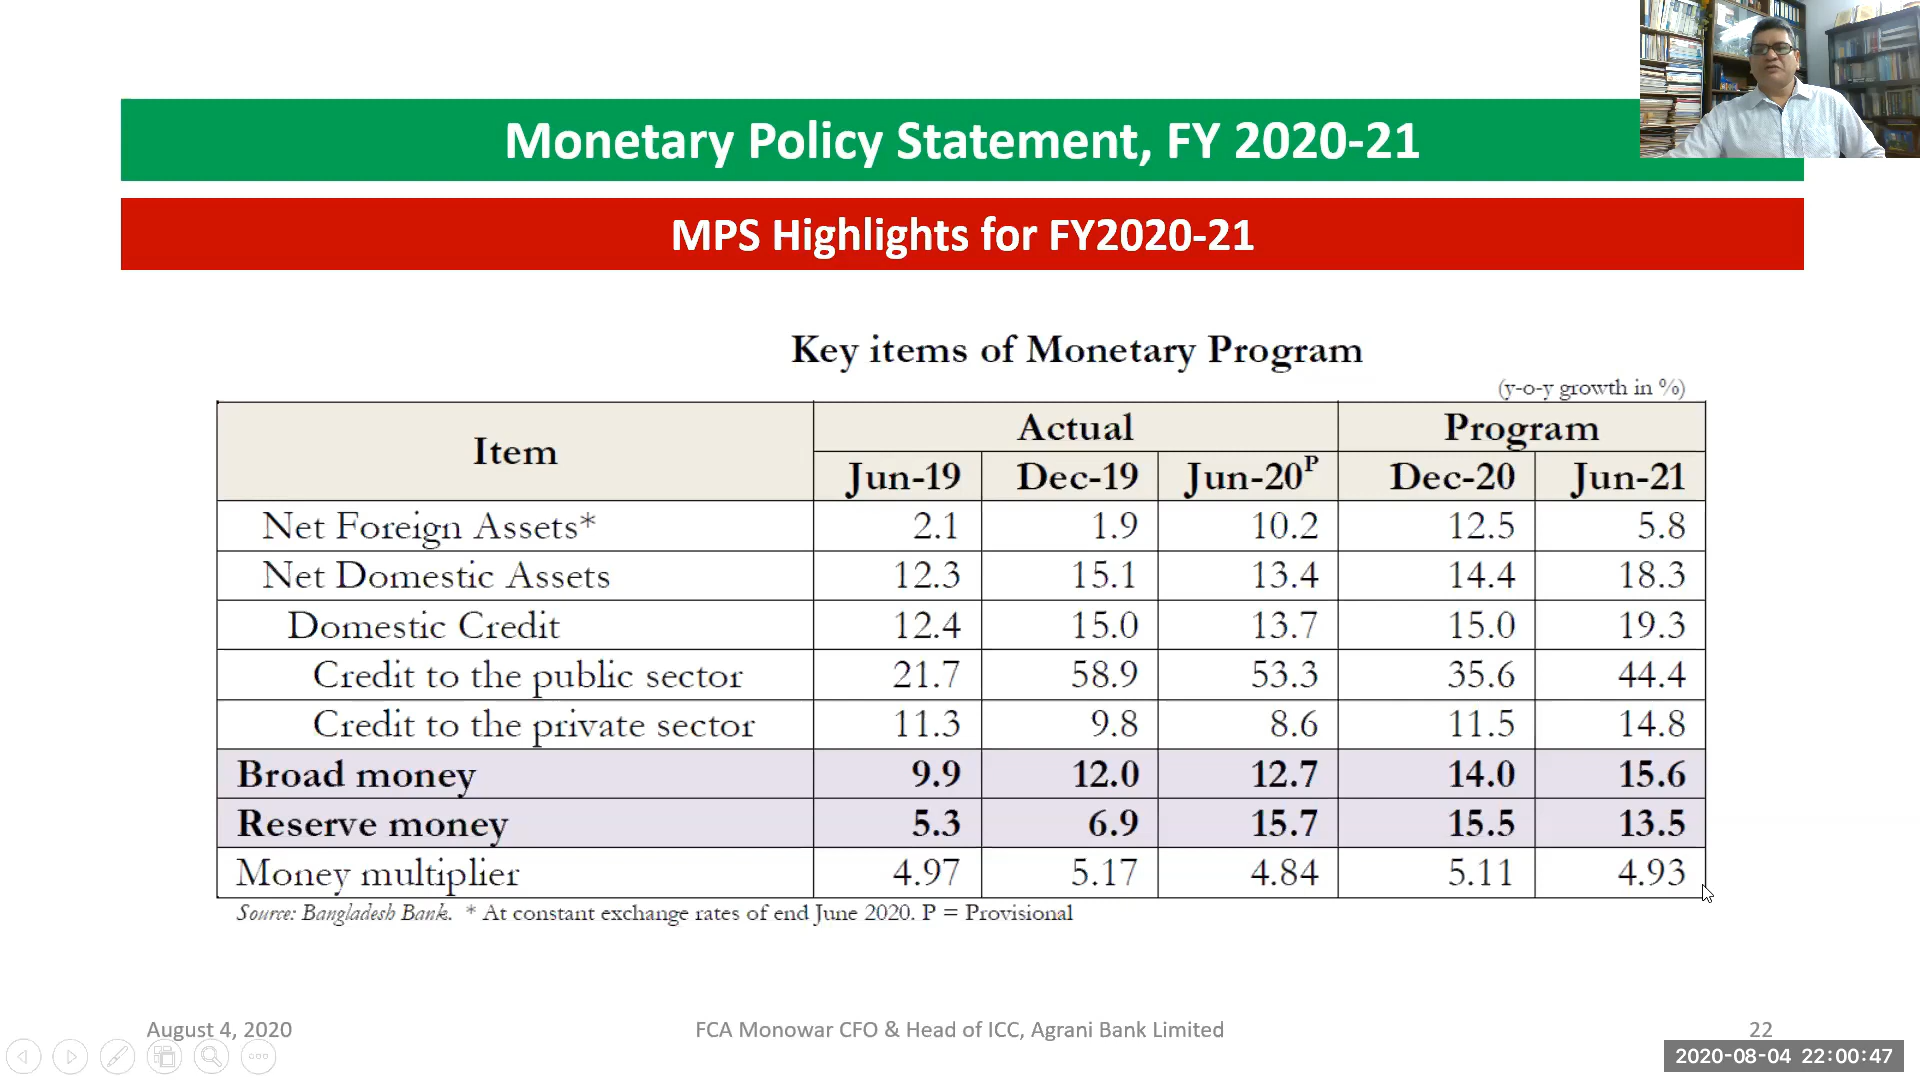 Monetary Policy Statement, FY 2020-21
MPS Highlights for FY2020-21
Key items of Monetary Program
(y-o-y growth in %)
Item Actual Program
Jun-19 Dec-19 Jun-20ᴾ Dec-20 Jun-21
Net Foreign Assets* 2.1 1.9 10.2 12.5 5.8
Net Domestic Assets 12.3 15.1 13.4 14.4 18.3
Domestic Credit 12.4 15.0 13.7 15.0 19.3
Credit to the public sector 21.7 58.9 53.3 35.6 44.4
Credit to the private sector 11.3 9.8 8.6 11.5 14.8
Broad money 9.9 12.0 12.7 14.0 15.6
Reserve money 5.3 6.9 15.7 15.5 13.5
Money multiplier 4.97 5.17 4.84 5.11 4.93
Source: Bangladesh Bank. * At constant exchange rates of end June 2020. P = Provisional
August 4, 2020 FCA Monowar CFO & Head of ICC, Agrani Bank Limited 22
2020-08-04 22:00:47